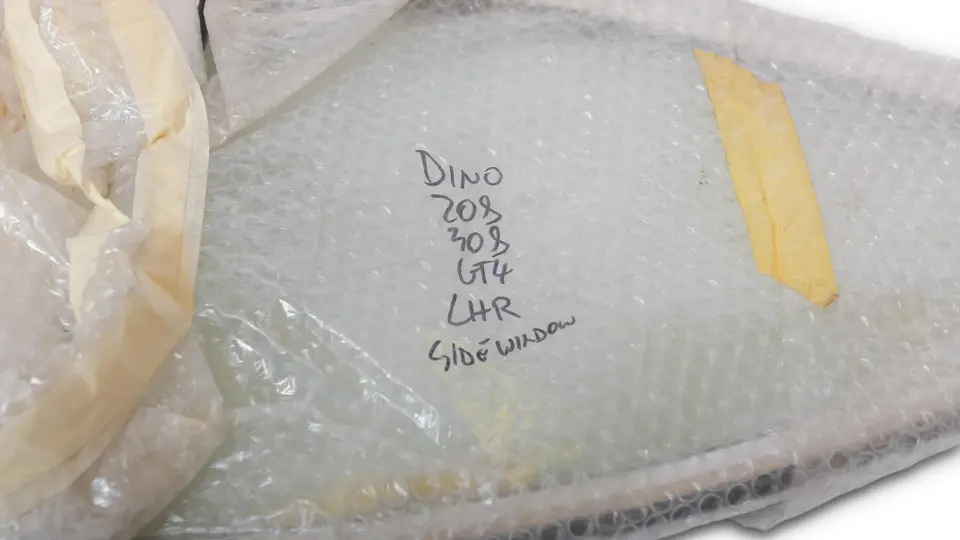 DINO
208
308
GT4
LHR
SIDE WINDOW